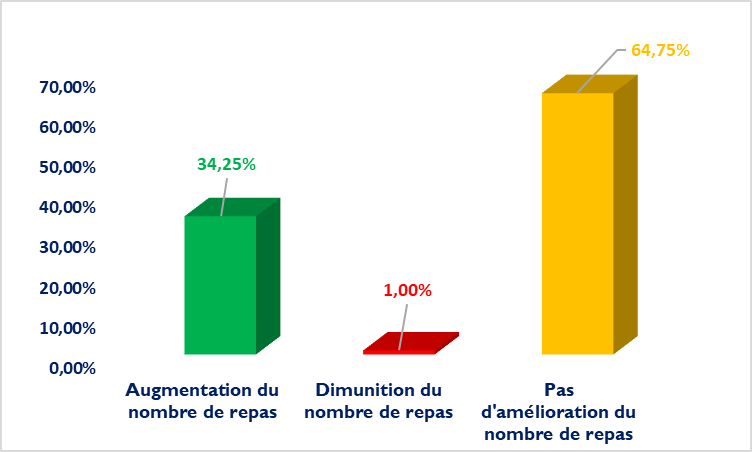 64,75%
70,00%
60,00%
34,25%
50,00%
40,00%
30,00%
1,00%
20,00%
10,00%
0,00%
Augmentation du
nombre de repas
Dimunition du
nombre de repas
Pas
d'amélioration du
nombre de repas